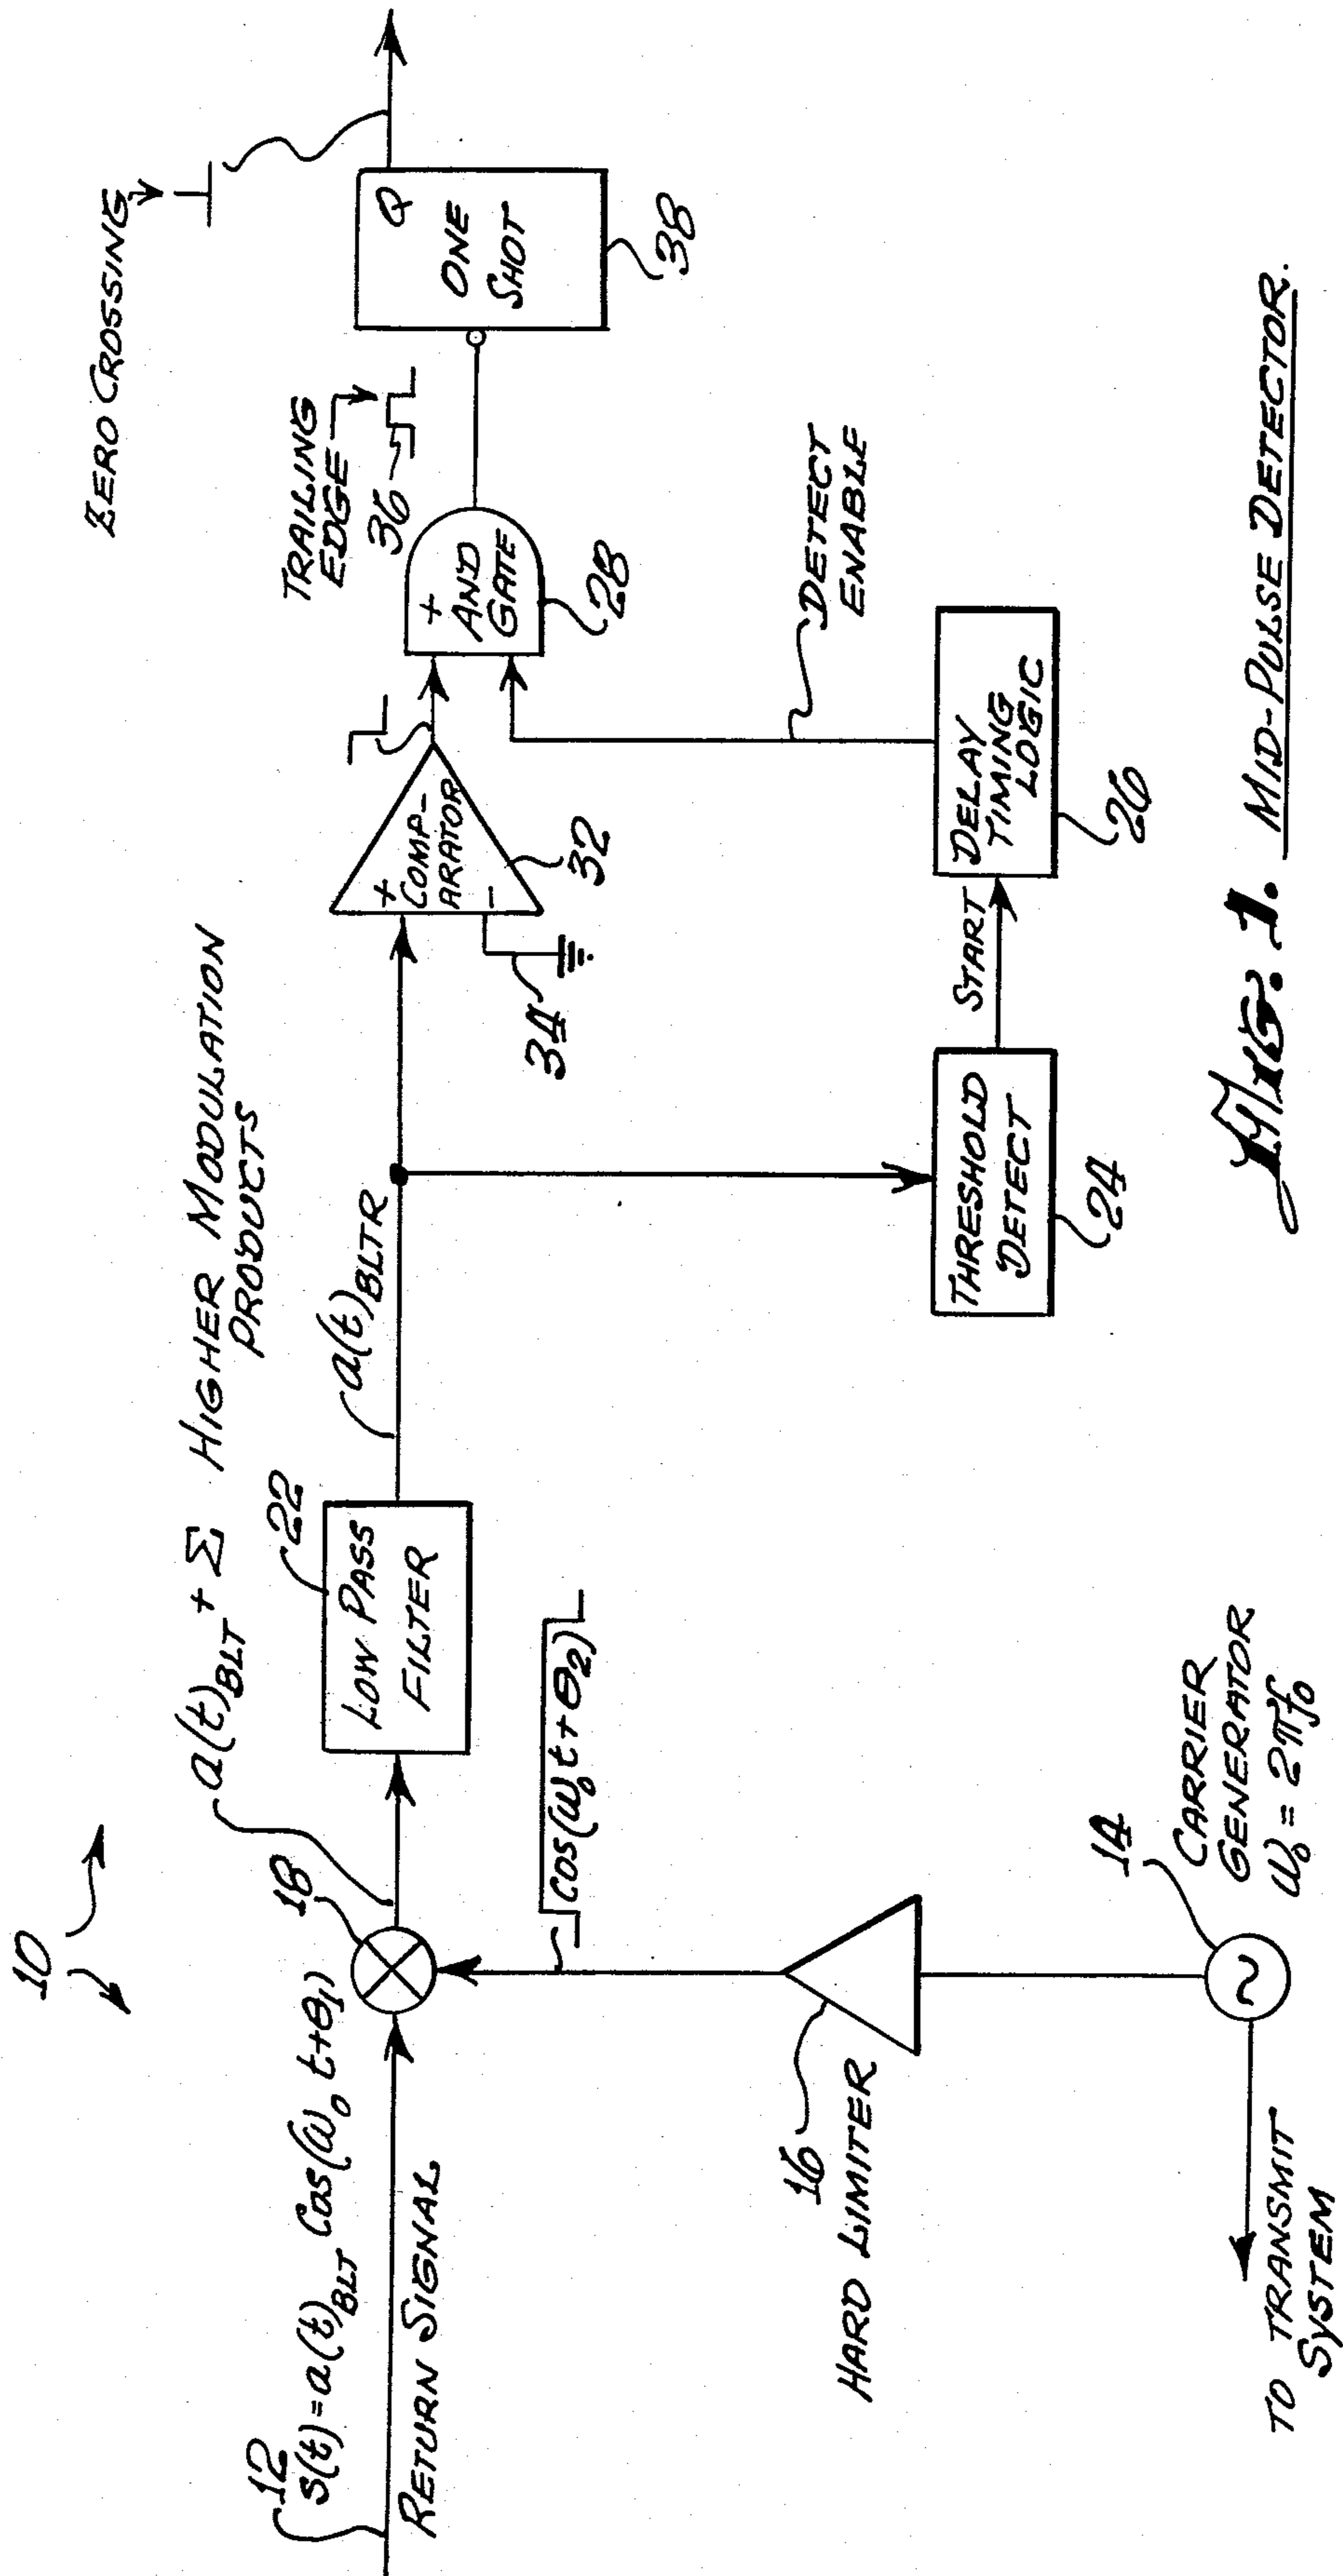 10
12
s(t) = a(t)BLT Cos(ω₀ t+θ₁)
RETURN SIGNAL
18
a(t)BLT + Σ HIGHER MODULATION
PRODUCTS
22
LOW PASS
FILTER
a(t)BLTR
cos(ω₀t+θ₂)
16
HARD LIMITER
14
CARRIER
GENERATOR
ω₀ = 2πf₀
TO TRANSMIT
SYSTEM
+
COMP-
ARATOR
-
32
34
THRESHOLD
DETECT
24
START
DELAY
TIMING
LOGIC
26
DETECT
ENABLE
+
AND
GATE
28
TRAILING
EDGE
36
Q
ONE
SHOT
38
ZERO CROSSING
FIG. 1. MID-PULSE DETECTOR.